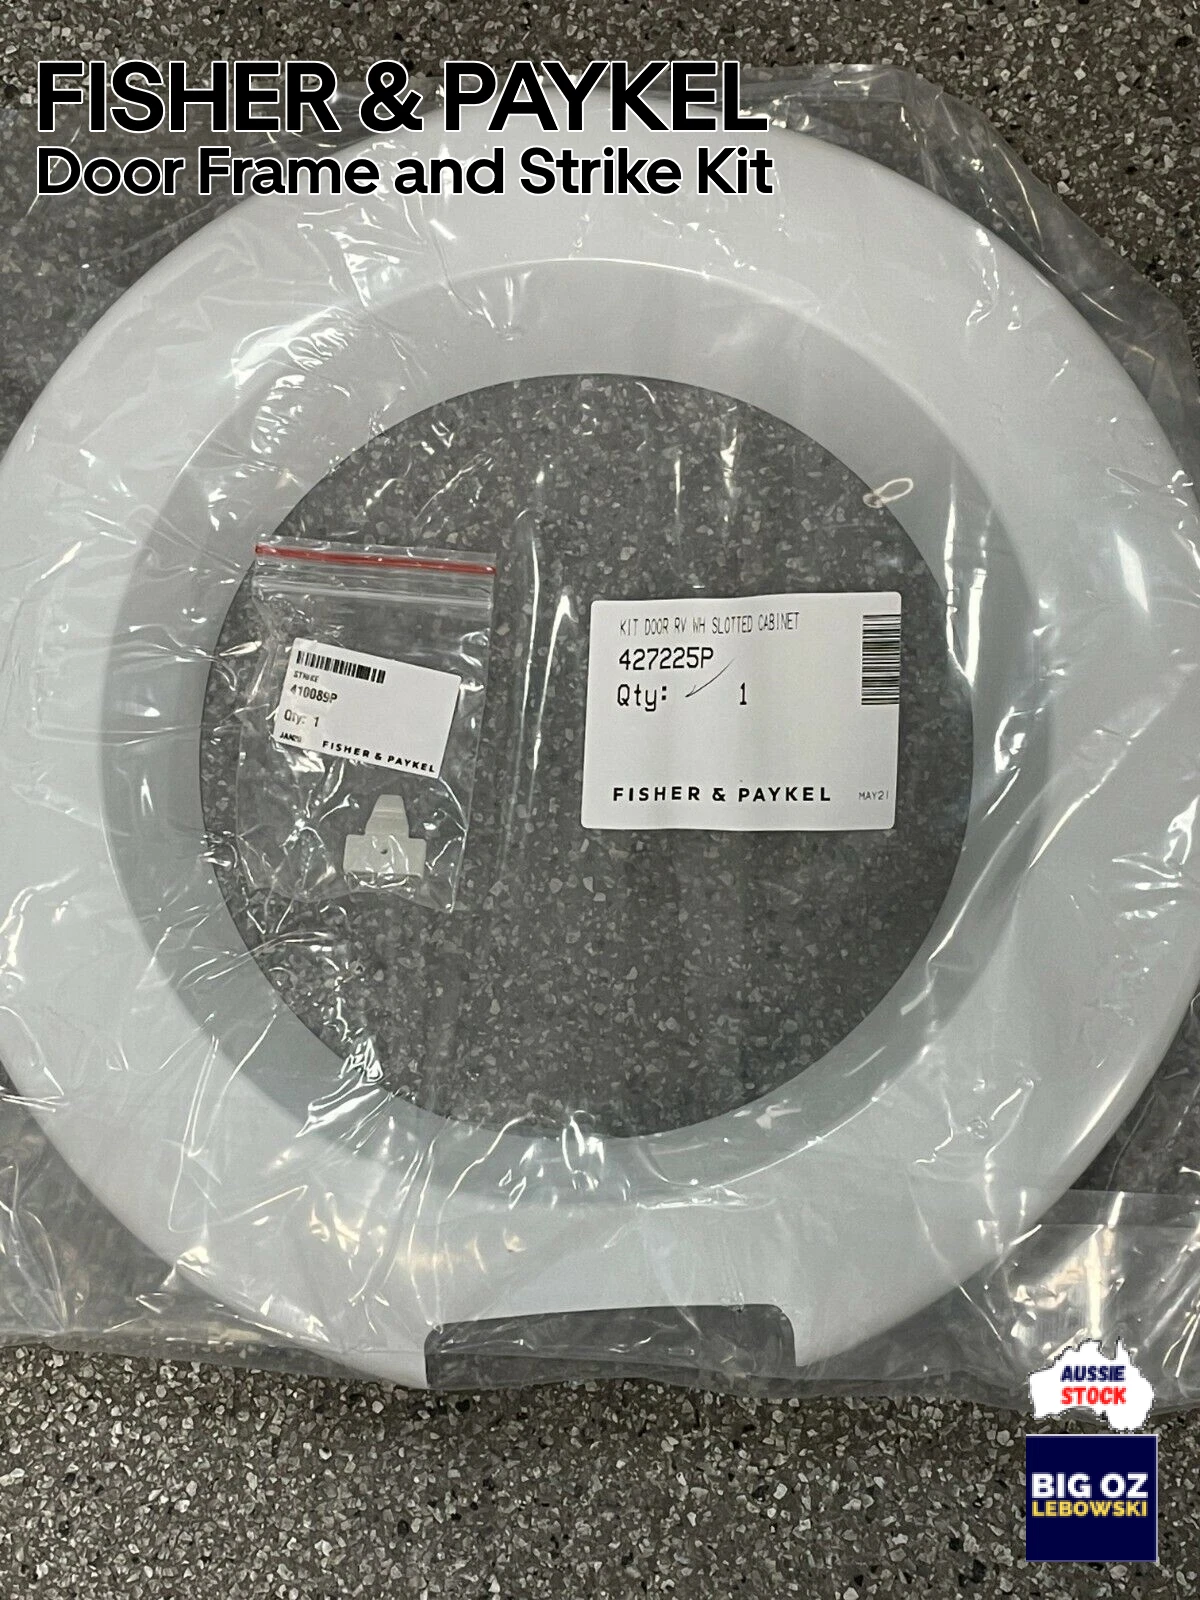 FISHER & PAYKEL
Door Frame and Strike Kit
KIT DOOR RV WH SLOTTED CABINET
427225P
Qty: 1
FISHER & PAYKEL MAY21
STRIKE
410089P
Qty: 1
FISHER & PAYKEL
AUSSIE
STOCK
BIG OZ
LEBOWSKI